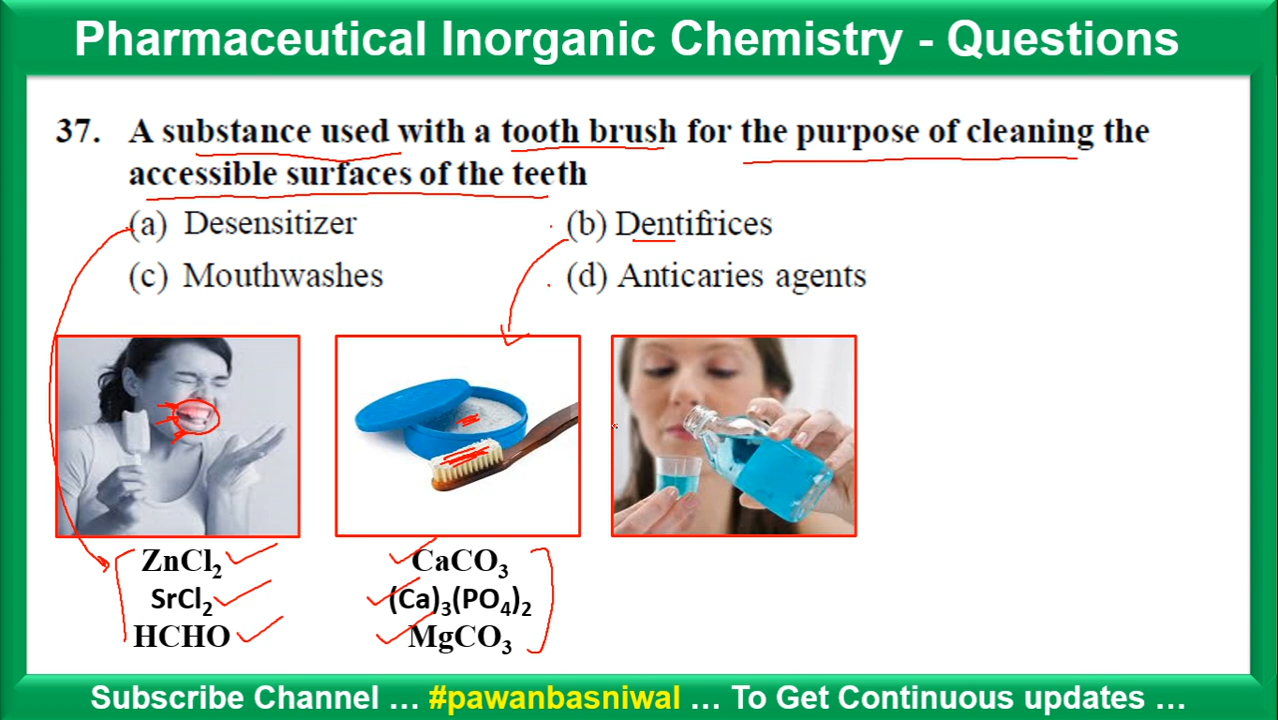 Pharmaceutical Inorganic Chemistry - Questions
37. A substance used with a tooth brush for the purpose of cleaning the
accessible surfaces of the teeth
(a) Desensitizer (b) Dentifrices
(c) Mouthwashes (d) Anticaries agents
ZnCl₂ CaCO₃
SrCl₂ (Ca)₃(PO₄)₂
HCHO MgCO₃
Subscribe Channel ... #pawanbasniwal ... To Get Continuous updates ...